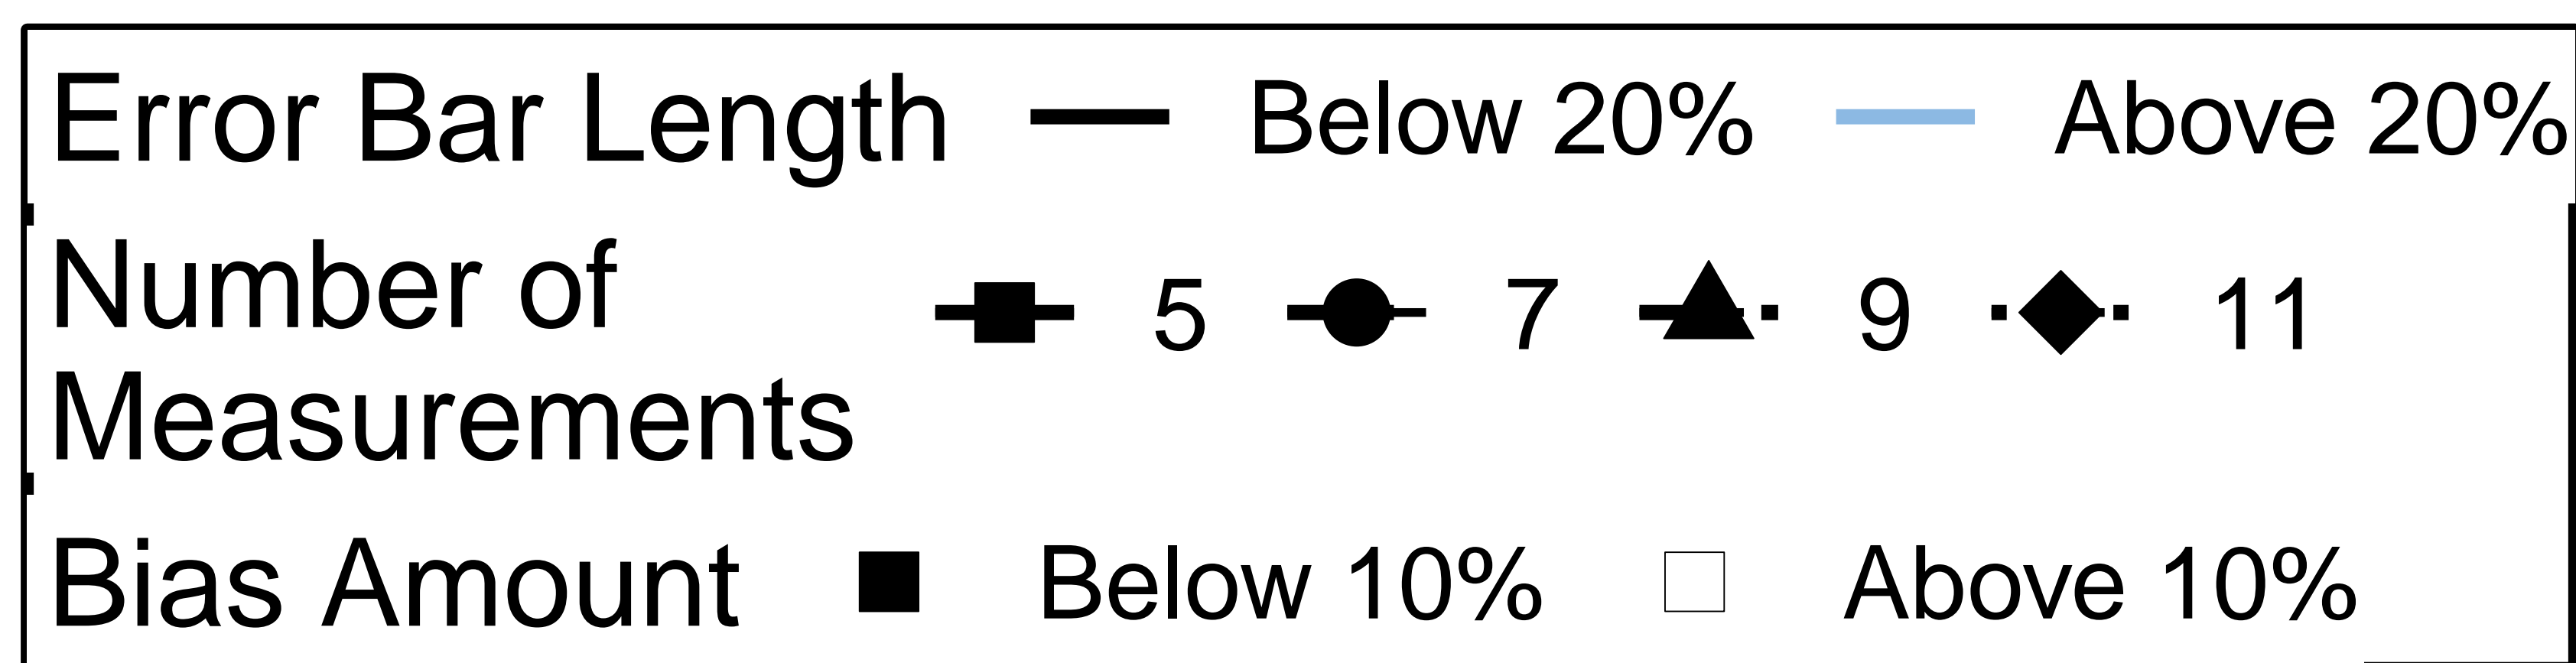 Error Bar Length Below 20% Above 20%
Number of Measurements 5 7 9 11
Bias Amount Below 10% Above 10%